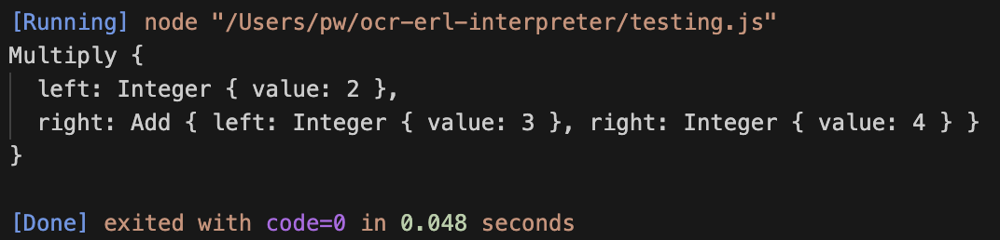 [Running] node "/Users/pw/ocr-erl-interpreter/testing.js"
Multiply {
  left: Integer { value: 2 },
  right: Add { left: Integer { value: 3 }, right: Integer { value: 4 } }
}

[Done] exited with code=0 in 0.048 seconds